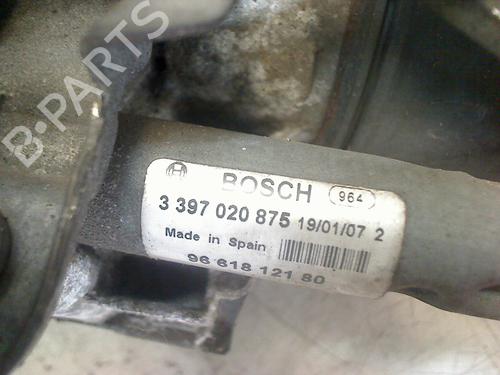 B-PARTS
BOSCH 964
3 397 020 875 19/01/07 2
Made in Spain
96 618 121 80